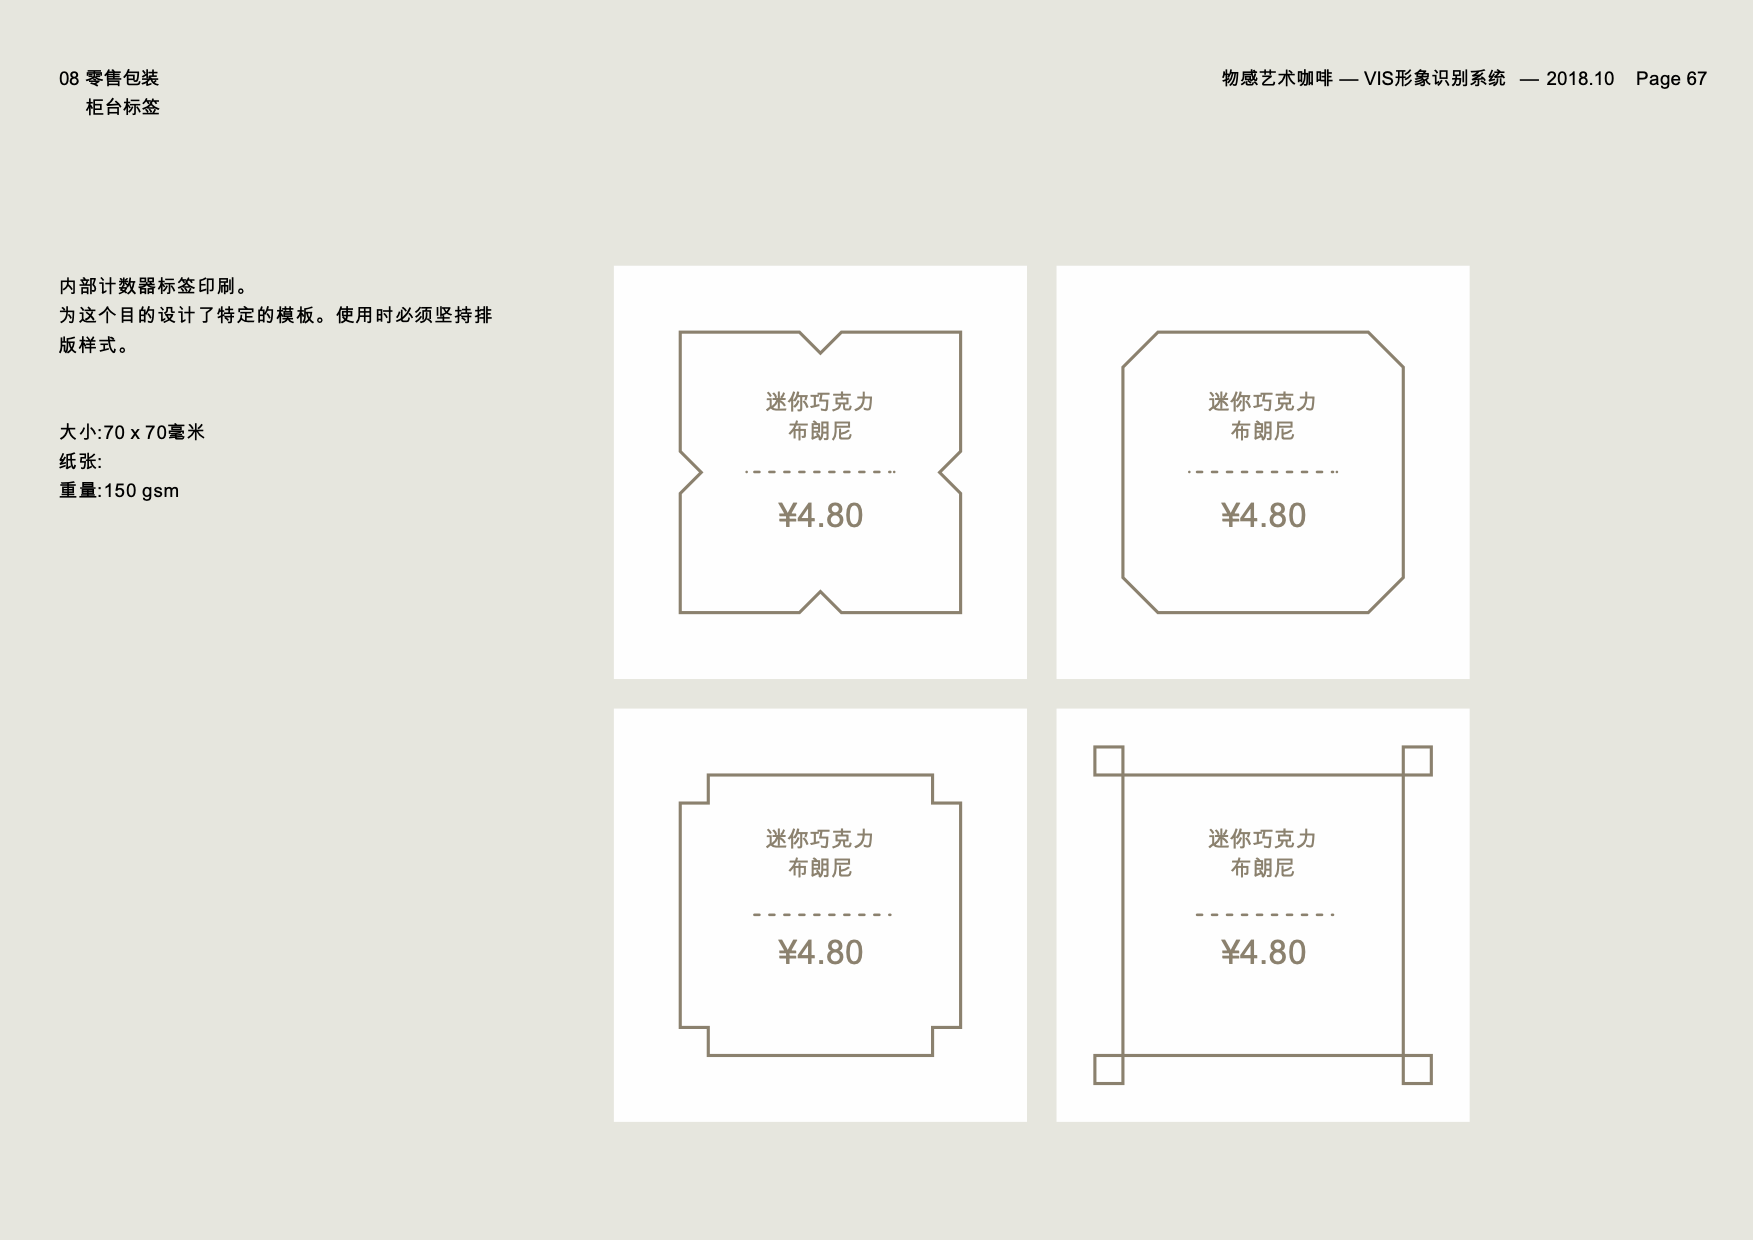 08 零售包装
柜台标签
物感艺术咖啡 — VIS形象识别系统 — 2018.10 Page 67
内部计数器标签印刷。
为这个目的设计了特定的模板。使用时必须坚持排
版样式。
大小:70 x 70毫米
纸张:
重量:150 gsm
迷你巧克力
布朗尼
¥4.80
迷你巧克力
布朗尼
¥4.80
迷你巧克力
布朗尼
¥4.80
迷你巧克力
布朗尼
¥4.80